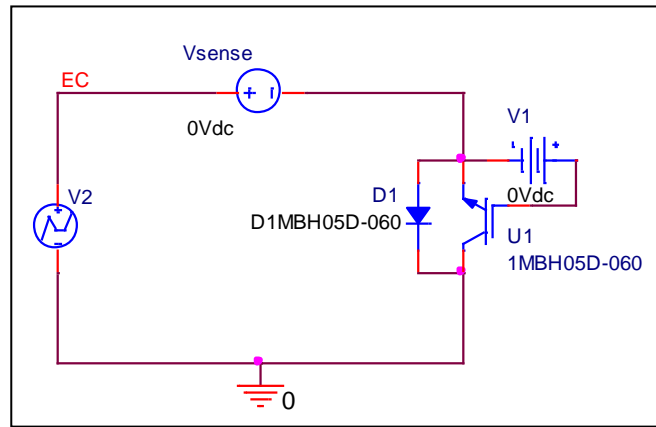 Vsense
EC
V1
0Vdc
V2
D1
0Vdc
D1MBH05D-060
U1
1MBH05D-060
0